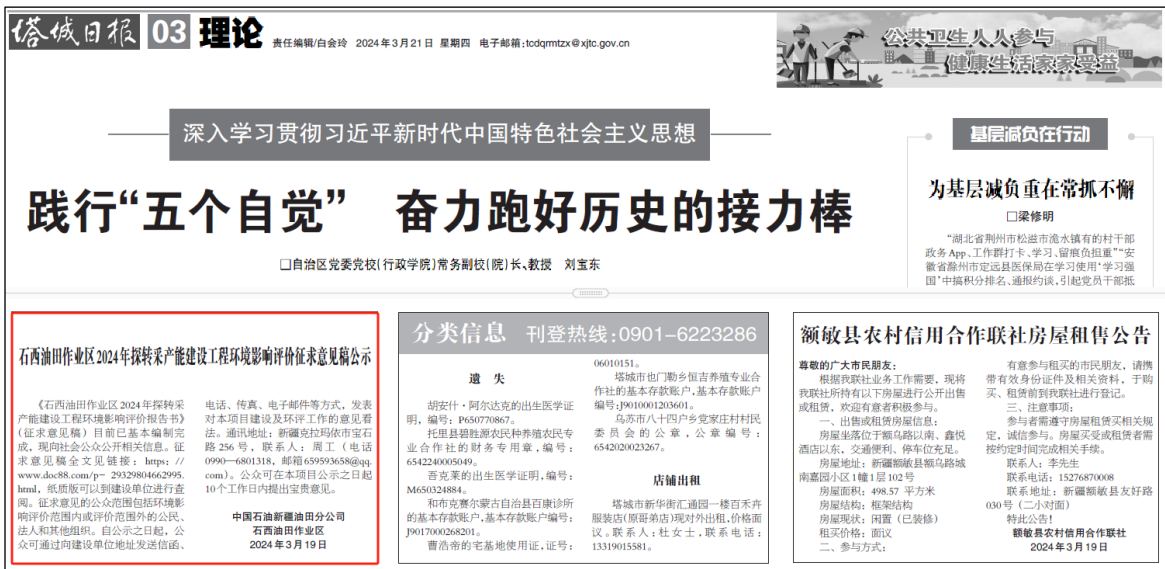 塔城日报 03 理论 责任编辑/白会玲 2024年3月21日 星期四 电子邮箱:tcdqrmtzx@xjtc.gov.cn
公共卫生人人参与
健康生活家家受益
深入学习贯彻习近平新时代中国特色社会主义思想
践行“五个自觉” 奋力跑好历史的接力棒
□自治区党委党校(行政学院)常务副校(院)长、教授 刘宝东
基层减负在行动
为基层减负重在常抓不懈
□梁修明
“湖北省荆州市松滋市洈水镇有的村干部
政务App、工作群打卡、学习、留痕负担重”“安
徽省滁州市定远县医保局在学习使用‘学习强
国’中搞积分排名、通报约谈,引起党员干部抵
石西油田作业区2024年探转采产能建设工程环境影响评价征求意见稿公示
《石西油田作业区2024年探转采
产能建设工程环境影响评价报告书》
(征求意见稿)目前已基本编制完
成,现向社会公众公开相关信息。征
求意见稿全文见链接:https://
www.doc88.com/p-29329804662995.
html,纸质版可以到建设单位进行查
阅。征求意见的公众范围包括环境影
响评价范围内或评价范围外的公民、
法人和其他组织。自公示之日起,公
众可通过向建设单位地址发送信函、
电话、传真、电子邮件等方式,发表
对本项目建设及环评工作的意见看
法。通讯地址:新疆克拉玛依市宝石
路256号,联系人:周工(电话
0990—6801318,邮箱659593658@qq.
com)。公众可在本项目公示之日起
10个工作日内提出宝贵意见。
中国石油新疆油田分公司
石西油田作业区
2024年3月19日
分类信息 刊登热线:0901-6223286
遗 失
胡安什·阿尔达克的出生医学证
明,编号:P650770867。
托里县碧胜源农民种养殖农民专
业合作社的财务专用章,编号:
6542240005049。
吾克莱的出生医学证明,编号:
M650324884。
和布克赛尔蒙古自治县百康诊所
的基本存款账户,基本存款账户编号:
J9017000268201。
曹浩帝的宅基地使用证,证号:
06010151。
塔城市也门勒乡恒吉养殖专业合
作社的基本存款账户,基本存款账户
编号:J9010001203601。
乌苏市八十四户乡党家庄村村民
委员会的公章,公章编号:
6542020023267。
店铺出租
塔城市新华街汇通园一楼百禾卉
服装店(原哥弟店)现对外出租,价格面
议。联系人:杜女士,联系电话:
13319015581。
额敏县农村信用合作联社房屋租售公告
尊敬的广大市民朋友:
根据我联社业务工作需要,现将
我联社所持有以下房屋进行公开出售
或租赁,欢迎有意者积极参与。
一、出售或租赁房屋信息:
房屋坐落位于额乌路以南、鑫悦
酒店以东,交通便利、停车位充足。
房屋地址:新疆额敏县额乌路城
南嘉园小区1幢1层102号
房屋面积:498.57 平方米
房屋结构:框架结构
房屋现状:闲置(已装修)
租买价格:面议
二、参与方式:
有意参与租买的市民朋友,请携
带有效身份证件及相关资料,于购
买、租赁前到我联社进行登记。
三、注意事项:
参与者需遵守房屋租赁买相关规
定,诚信参与。房屋买受或租赁者需
按约定时间完成相关手续。
联系人:李先生
联系电话:15276870008
联系地址:新疆额敏县友好路
030号(二小对面)
特此公告!
额敏县农村信用合作联社
2024年3月19日